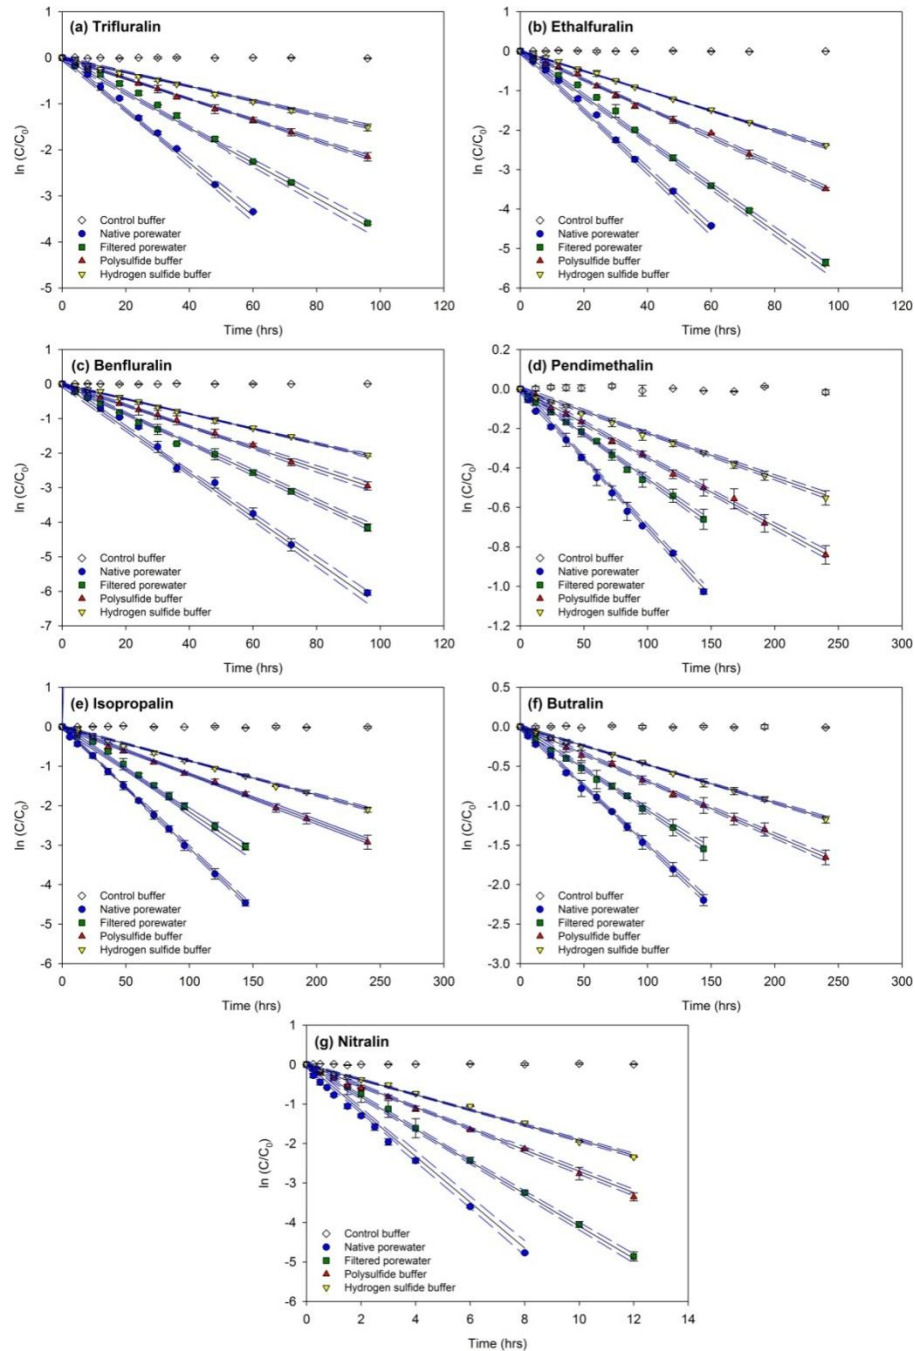 (a) Trifluralin
1
0
-1
-2
-3
-4
-5
ln (C/C0)
Control buffer
Native porewater
Filtered porewater
Polysulfide buffer
Hydrogen sulfide buffer
0 20 40 60 80 100 120
Time (hrs)
(b) Ethalfuralin
1
0
-1
-2
-3
-4
-5
-6
ln (C/C0)
Control buffer
Native porewater
Fitered porewater
Polysulfide buffer
Hydrogen sulfide buffer
0 20 40 60 80 100 120
Time (hrs)
(c) Benfluralin
1
0
-1
-2
-3
-4
-5
-6
-7
ln (C/C0)
Control buffer
Native porewater
Filtered porewater
Polysulfide buffer
Hydrogen sulfide buffer
0 20 40 60 80 100 120
Time (hrs)
(d) Pendimethalin
0.2
0.0
-0.2
-0.4
-0.6
-0.8
-1.0
-1.2
ln (C/C0)
Control buffer
Native porewater
Filtered porewater
Polysulfide buffer
Hydrogen sulfide buffer
0 50 100 150 200 250 300
Time (hrs)
(e) Isopropalin
1
0
-1
-2
-3
-4
-5
-6
ln (C/C0)
Control buffer
Native porewater
Filtered porewater
Polysulfide buffer
Hydrogen sulfide buffer
0 50 100 150 200 250 300
Time (hrs)
(f) Butralin
0.5
0.0
-0.5
-1.0
-1.5
-2.0
-2.5
-3.0
ln (C/C0)
Control buffer
Native porewater
Filtered porewater
Polysulfide buffer
Hydrogen sulfide buffer
0 50 100 150 200 250 300
Time (hrs)
(g) Nitralin
1
0
-1
-2
-3
-4
-5
-6
ln (C/C0)
Control buffer
Native porewater
Filtered porewater
Polysulfide buffer
Hydrogen sulfide buffer
0 2 4 6 8 10 12 14
Time (hrs)